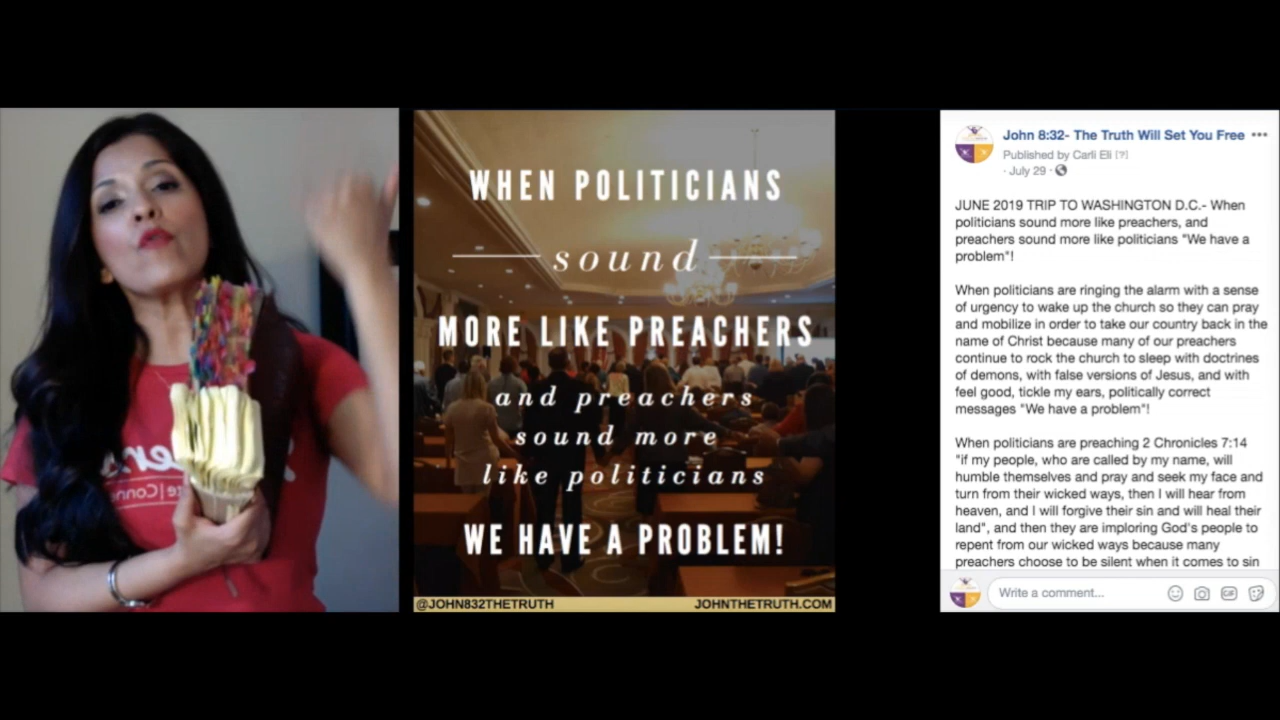 WHEN POLITICIANS
sound
MORE LIKE PREACHERS
and preachers
sound more
like politicians
WE HAVE A PROBLEM!
@JOHN832THETRUTH
JOHNTHETRUTH.COM
John 8:32- The Truth Will Set You Free
Published by Carli Eli [?]
· July 29 ·
JUNE 2019 TRIP TO WASHINGTON D.C.- When
politicians sound more like preachers, and
preachers sound more like politicians "We have a
problem"!
When politicians are ringing the alarm with a sense
of urgency to wake up the church so they can pray
and mobilize in order to take our country back in the
name of Christ because many of our preachers
continue to rock the church to sleep with doctrines
of demons, with false versions of Jesus, and with
feel good, tickle my ears, politically correct
messages "We have a problem"!
When politicians are preaching 2 Chronicles 7:14
"if my people, who are called by my name, will
humble themselves and pray and seek my face and
turn from their wicked ways, then I will hear from
heaven, and I will forgive their sin and will heal their
land", and then they are imploring God's people to
repent from our wicked ways because many
preachers choose to be silent when it comes to sin
Write a comment...
GIF